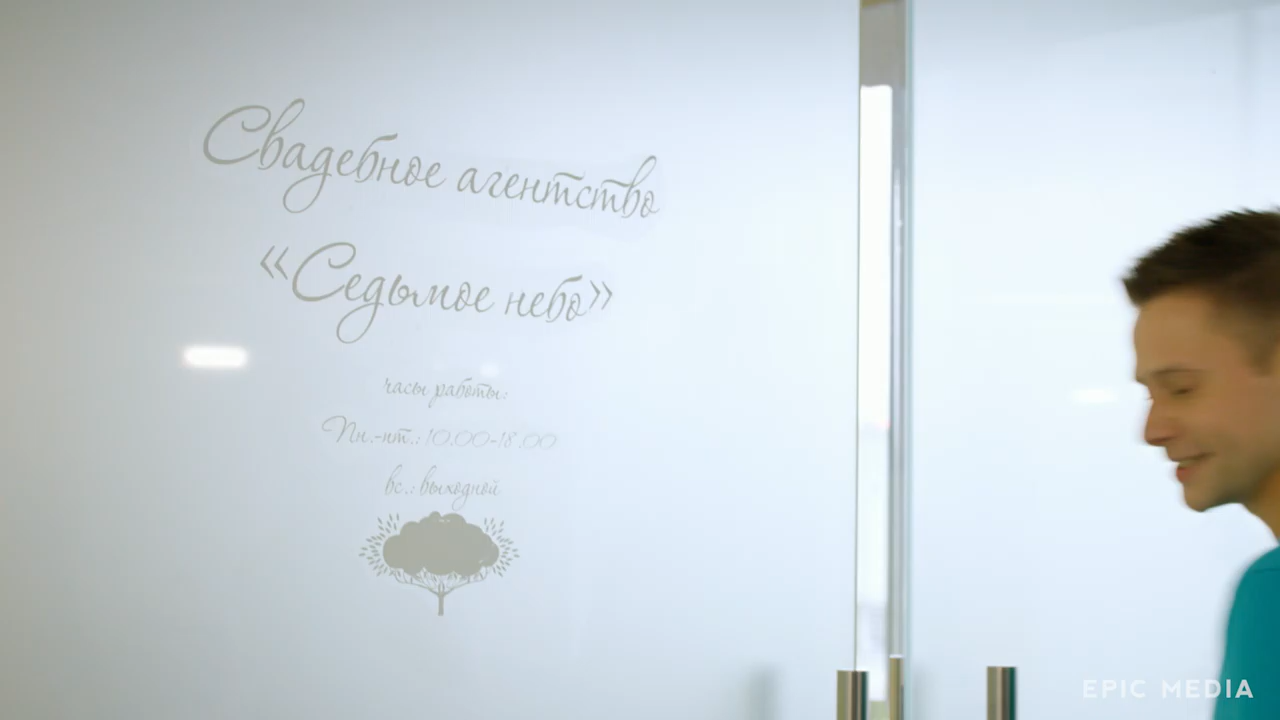 Свадебное агентство
«Седьмое небо»
часы работы:
Пн.-пт.: 10.00-18.00
вс.: выходной
EPIC MEDIA